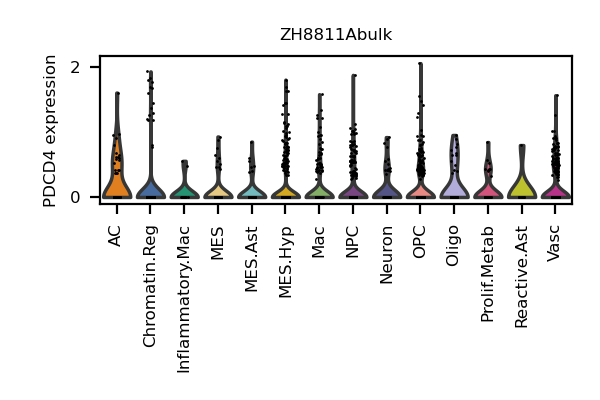 ZH8811Abulk
PDCD4 expression
2
0
AC
Chromatin.Reg
Inflammatory.Mac
MES
MES.Ast
MES.Hyp
Mac
NPC
Neuron
OPC
Oligo
Prolif.Metab
Reactive.Ast
Vasc